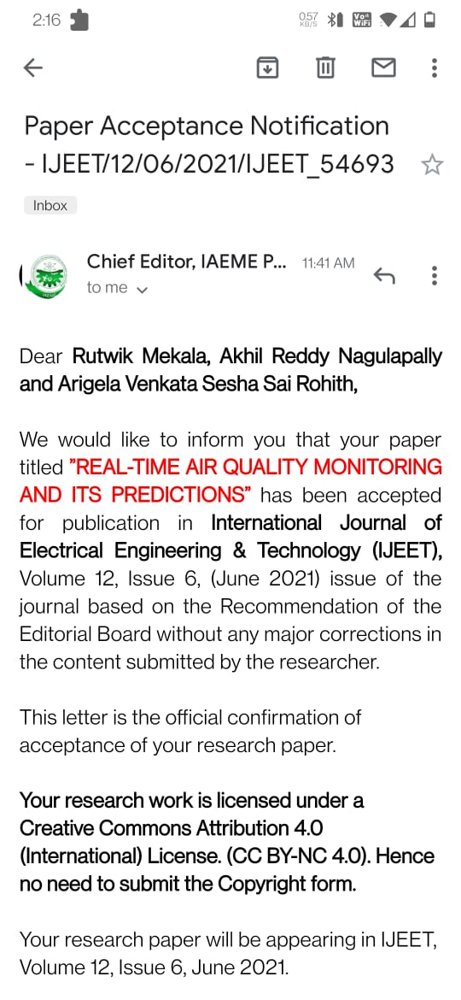 2:16
0.57
KB/S
Vo
WiFi
Paper Acceptance Notification
- IJEET/12/06/2021/IJEET_54693
Inbox
Chief Editor, IAEME P... 11:41 AM
to me
Dear Rutwik Mekala, Akhil Reddy Nagulapally
and Arigela Venkata Sesha Sai Rohith,
We would like to inform you that your paper
titled "REAL-TIME AIR QUALITY MONITORING
AND ITS PREDICTIONS" has been accepted
for publication in International Journal of
Electrical Engineering & Technology (IJEET),
Volume 12, Issue 6, (June 2021) issue of the
journal based on the Recommendation of the
Editorial Board without any major corrections in
the content submitted by the researcher.
This letter is the official confirmation of
acceptance of your research paper.
Your research work is licensed under a
Creative Commons Attribution 4.0
(International) License. (CC BY-NC 4.0). Hence
no need to submit the Copyright form.
Your research paper will be appearing in IJEET,
Volume 12, Issue 6, June 2021.